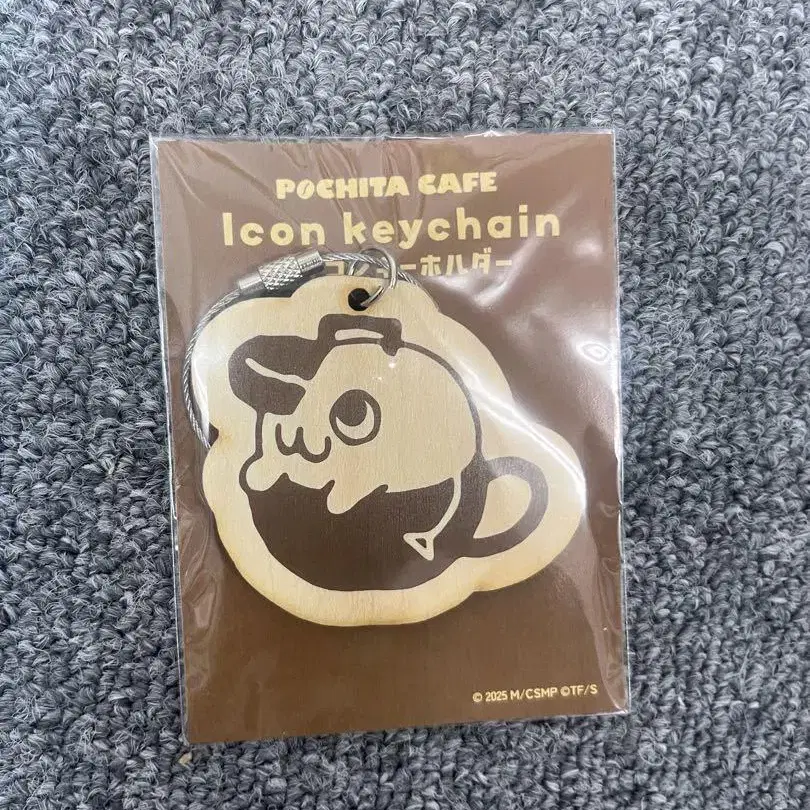 POCHITA CAFE
Icon keychain
ーホルダー
© 2025 M/CSMP ©TF/S